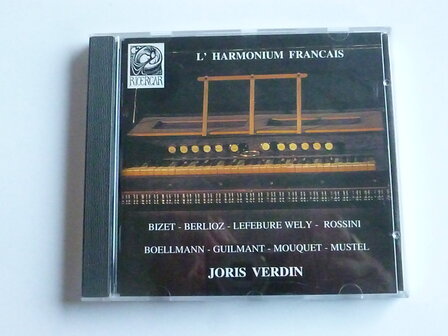 L' HARMONIUM FRANCAIS
RICERCAR
BIZET - BERLIOZ - LEFEBURE WELY - ROSSINI
BOELLMANN - GUILMANT - MOUQUET - MUSTEL
JORIS VERDIN